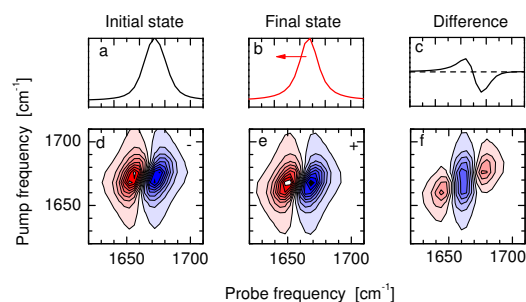 Initial state Final state Difference
a b c
Pump frequency [cm⁻¹]
1700
1650
d - e + f
1650 1700 1650 1700 1650 1700
Probe frequency [cm⁻¹]